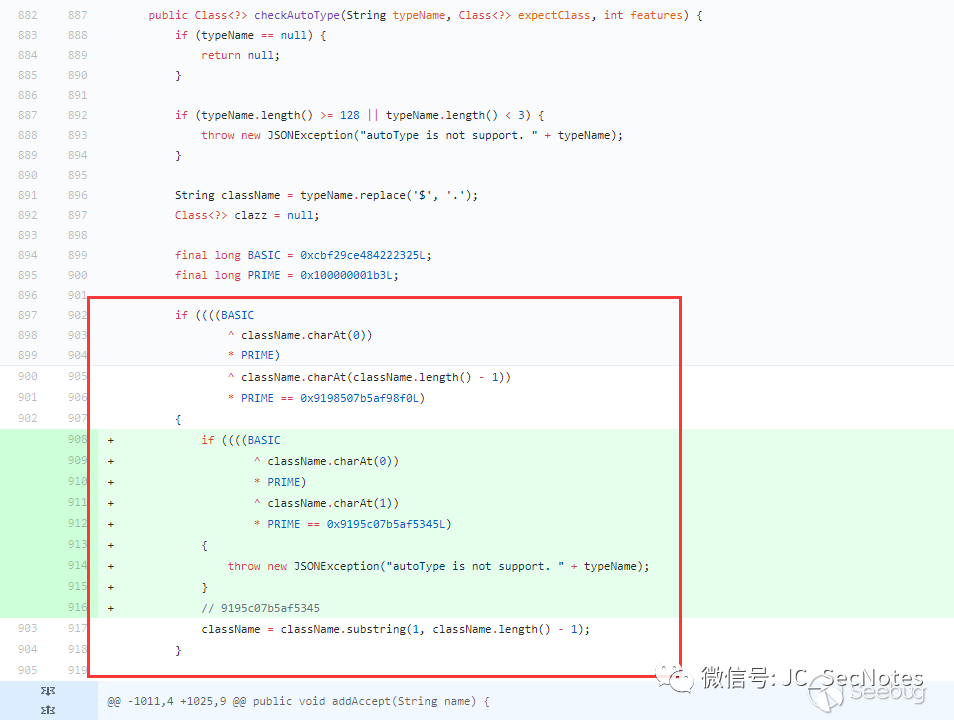 882 887 public Class<?> checkAutoType(String typeName, Class<?> expectClass, int features) {
883 888 if (typeName == null) {
884 889 return null;
885 890 }
886 891
887 892 if (typeName.length() >= 128 || typeName.length() < 3) {
888 893 throw new JSONException("autoType is not support. " + typeName);
889 894 }
890 895
891 896 String className = typeName.replace('$', '.');
892 897 Class<?> clazz = null;
893 898
894 899 final long BASIC = 0xcbf29ce484222325L;
895 900 final long PRIME = 0x100000001b3L;
896 901
897 902 if ((((BASIC
898 903 ^ className.charAt(0))
899 904 * PRIME)
900 905 ^ className.charAt(className.length() - 1))
901 906 * PRIME == 0x9198507b5af98f0L)
902 907 {
908 + if ((((BASIC
909 + ^ className.charAt(0))
910 + * PRIME)
911 + ^ className.charAt(1))
912 + * PRIME == 0x9195c07b5af5345L)
913 + {
914 + throw new JSONException("autoType is not support. " + typeName);
915 + }
916 + // 9195c07b5af5345
903 917 className = className.substring(1, className.length() - 1);
904 918 }
905 919
微信号: JC_SecNotes
Seebug
@@ -1011,4 +1025,9 @@ public void addAccept(String name) {